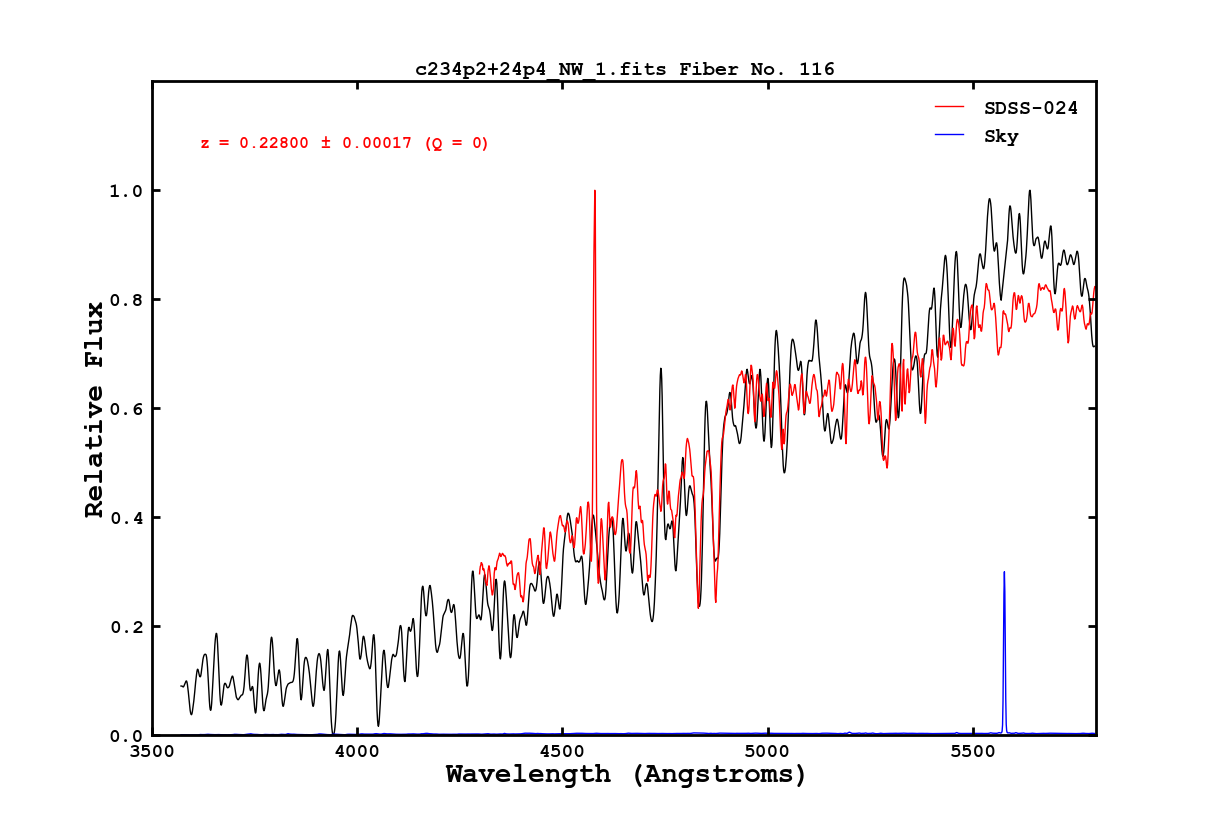 c234p2+24p4_NW_1.fits Fiber No. 116
SDSS-024
Sky
z = 0.22800 ± 0.00017 (Q = 0)
1.0
0.8
0.6
0.4
0.2
0.0
Relative Flux
3500 4000 4500 5000 5500
Wavelength (Angstroms)